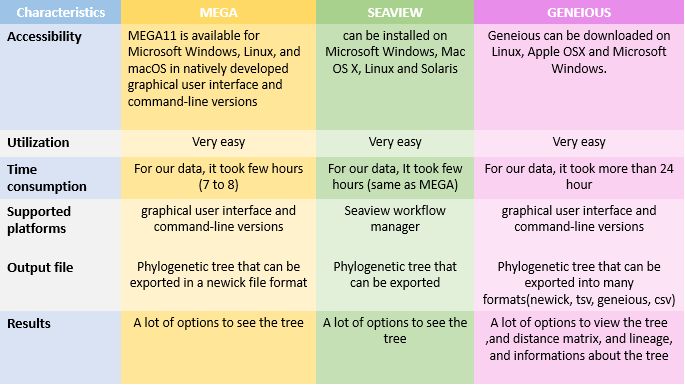 Characteristics
MEGA
SEAVIEW
GENEIOUS
Accessibility
MEGA11 is available for
Microsoft Windows, Linux, and
macOS in natively developed
graphical user interface and
command-line versions
can be installed on
Microsoft Windows, Mac
OS X, Linux and Solaris
Geneious can be downloaded on
Linux, Apple OSX and Microsoft
Windows.
Utilization
Very easy
Very easy
Very easy
Time
consumption
For our data, it took few hours
(7 to 8)
For our data, It took few
hours (same as MEGA)
For our data, it took more than 24
hour
Supported
platforms
graphical user interface and
command-line versions
Seaview workflow
manager
graphical user interface and
command-line versions
Output file
Phylogenetic tree that can be
exported in a newick file format
Phylogenetic tree that
can be exported
Phylogenetic tree that can be
exported into many
formats(newick, tsv, geneious, csv)
Results
A lot of options to see the tree
A lot of options to see the
tree
A lot of options to view the tree
,and distance matrix, and lineage,
and informations about the tree